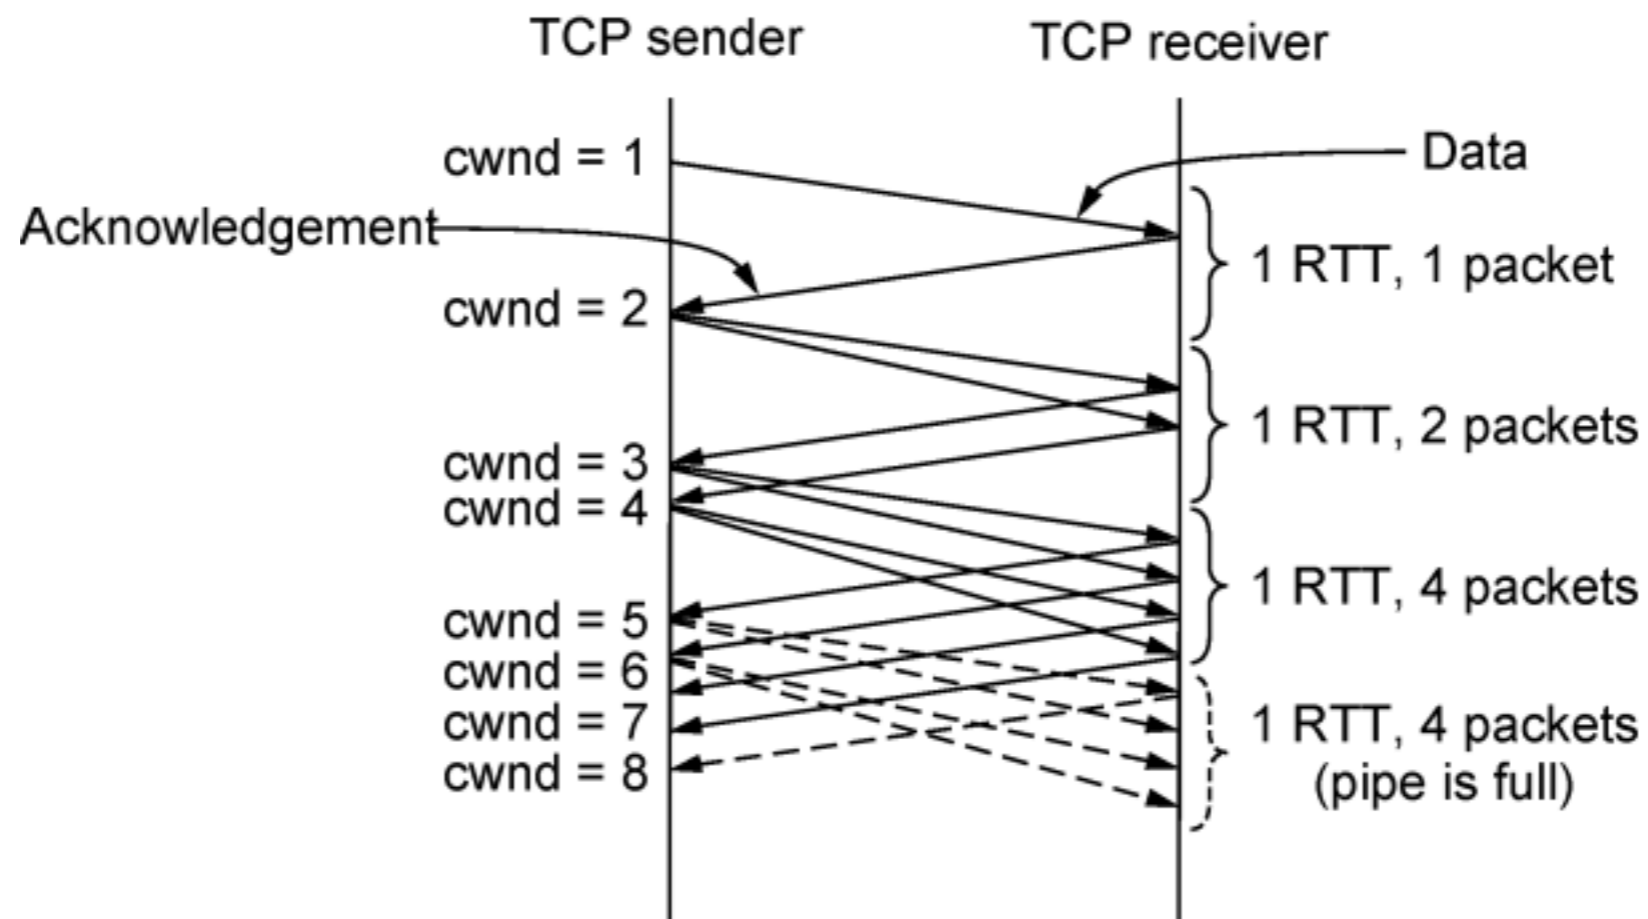 TCP sender
TCP receiver
cwnd = 1
Data
Acknowledgement
1 RTT, 1 packet
cwnd = 2
1 RTT, 2 packets
cwnd = 3
cwnd = 4
1 RTT, 4 packets
cwnd = 5
cwnd = 6
cwnd = 7
1 RTT, 4 packets
(pipe is full)
cwnd = 8